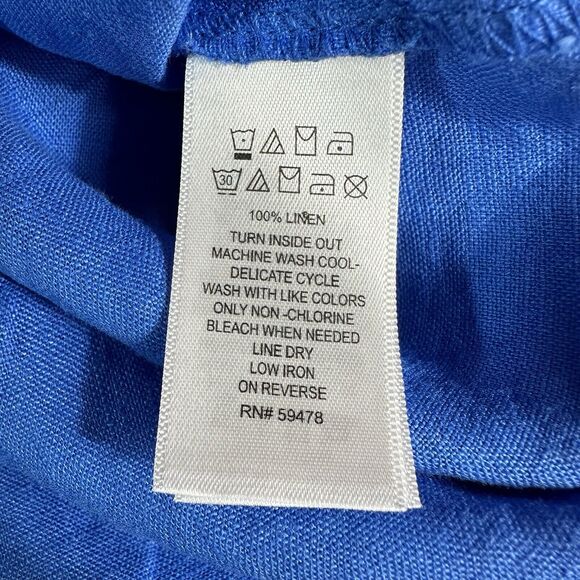 30
100% LINEN
TURN INSIDE OUT
MACHINE WASH COOL-
DELICATE CYCLE
WASH WITH LIKE COLORS
ONLY NON -CHLORINE
BLEACH WHEN NEEDED
LINE DRY
LOW IRON
ON REVERSE
RN# 59478